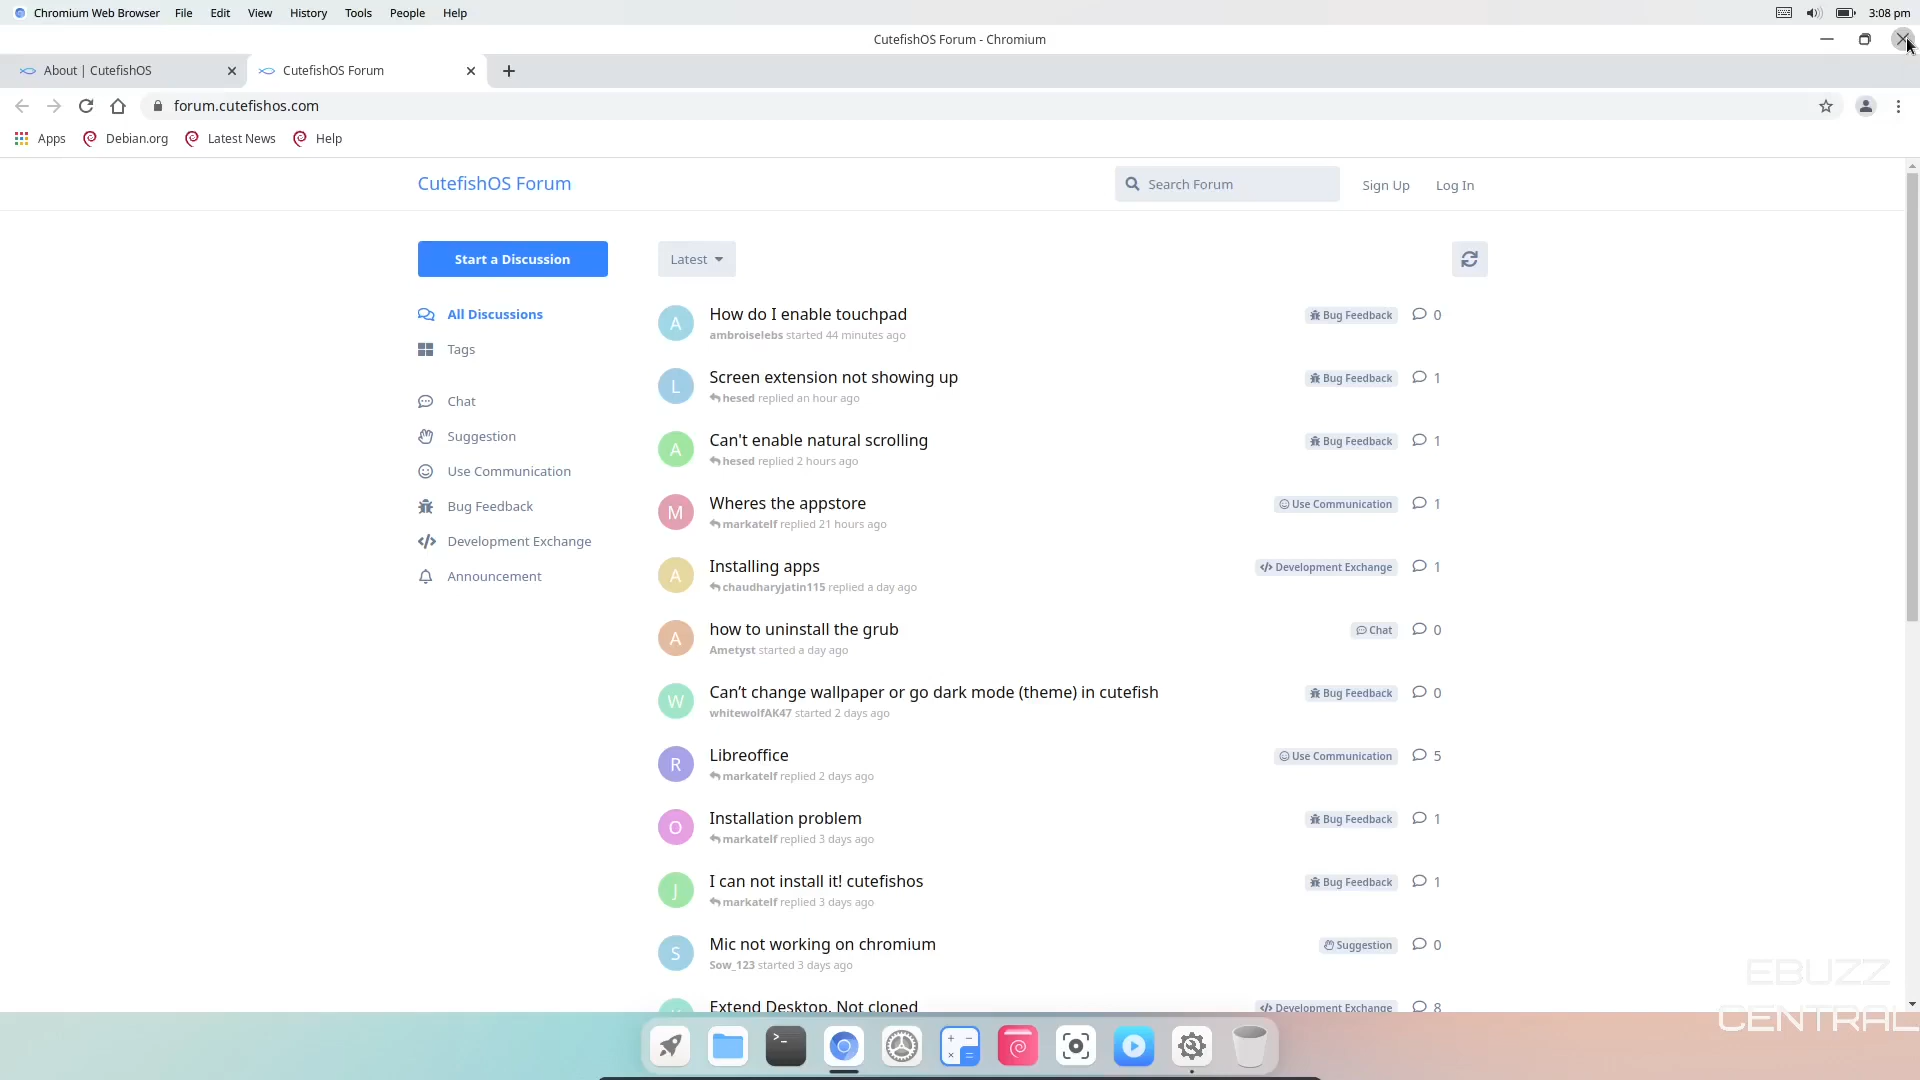 Chromium Web Browser File Edit View History Tools People Help 3:08 pm
CutefishOS Forum - Chromium
About | CutefishOS CutefishOS Forum
forum.cutefishos.com
Apps Debian.org Latest News Help
CutefishOS Forum Search Forum Sign Up Log In
Start a Discussion Latest
All Discussions
Tags
Chat
Suggestion
Use Communication
Bug Feedback
Development Exchange
Announcement
How do I enable touchpad Bug Feedback 0
ambroiselebs started 44 minutes ago
Screen extension not showing up Bug Feedback 1
hesed replied an hour ago
Can't enable natural scrolling Bug Feedback 1
hesed replied 2 hours ago
Wheres the appstore Use Communication 1
markatelf replied 21 hours ago
Installing apps Development Exchange 1
chaudharyjatin115 replied a day ago
how to uninstall the grub Chat 0
Ametyst started a day ago
Can’t change wallpaper or go dark mode (theme) in cutefish Bug Feedback 0
whitewolfAK47 started 2 days ago
Libreoffice Use Communication 5
markatelf replied 2 days ago
Installation problem Bug Feedback 1
markatelf replied 3 days ago
I can not install it! cutefishos Bug Feedback 1
markatelf replied 3 days ago
Mic not working on chromium Suggestion 0
Sow_123 started 3 days ago
Extend Desktop. Not cloned Development Exchange 8
A
L
A
M
A
A
W
R
O
J
S
EBUZZ
CENTRAL